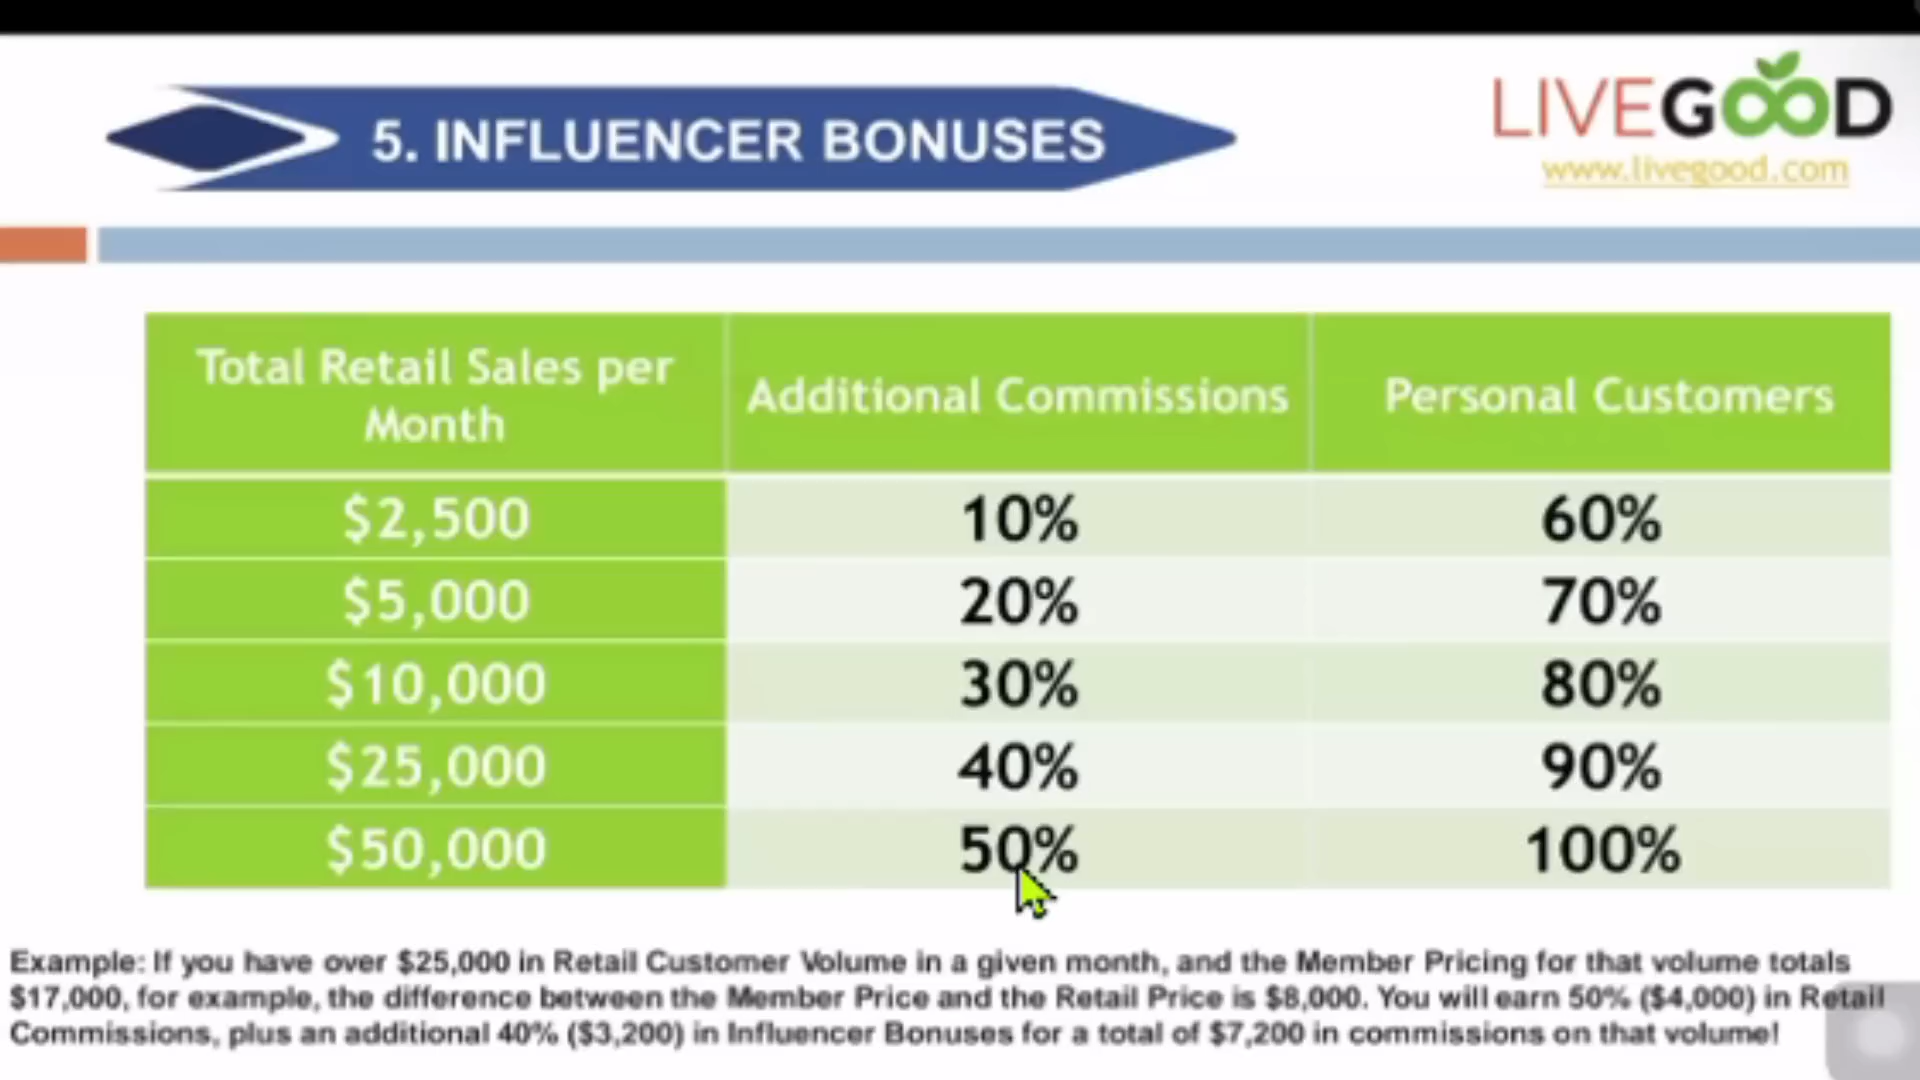 5. INFLUENCER BONUSES
LIVEGOOD
www.livegood.com
Total Retail Sales per Month
Additional Commissions
Personal Customers
$2,500 10% 60%
$5,000 20% 70%
$10,000 30% 80%
$25,000 40% 90%
$50,000 50% 100%
Example: If you have over $25,000 in Retail Customer Volume in a given month, and the Member Pricing for that volume totals
$17,000, for example, the difference between the Member Price and the Retail Price is $8,000. You will earn 50% ($4,000) in Retail
Commissions, plus an additional 40% ($3,200) in Influencer Bonuses for a total of $7,200 in commissions on that volume!